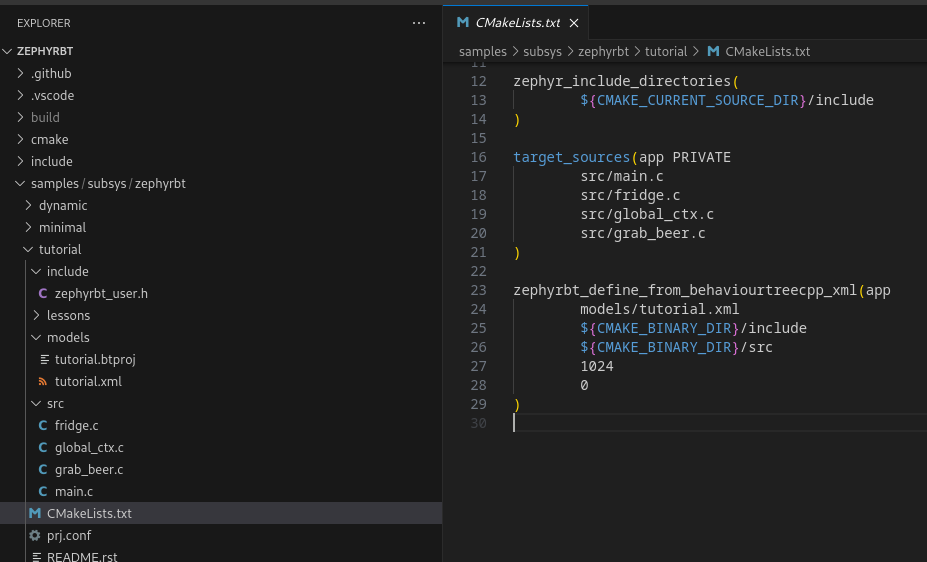 EXPLORER
ZEPHYRBT
.github
.vscode
build
cmake
include
samples/subsys/zephyrbt
dynamic
minimal
tutorial
include
C zephyrbt_user.h
lessons
models
tutorial.btproj
tutorial.xml
src
C fridge.c
C global_ctx.c
C grab_beer.c
C main.c
M CMakeLists.txt
prj.conf
README.rst
M CMakeLists.txt
samples > subsys > zephyrbt > tutorial > M CMakeLists.txt
11
12 zephyr_include_directories(
13 ${CMAKE_CURRENT_SOURCE_DIR}/include
14 )
15
16 target_sources(app PRIVATE
17 src/main.c
18 src/fridge.c
19 src/global_ctx.c
20 src/grab_beer.c
21 )
22
23 zephyrbt_define_from_behaviourtreecpp_xml(app
24 models/tutorial.xml
25 ${CMAKE_BINARY_DIR}/include
26 ${CMAKE_BINARY_DIR}/src
27 1024
28 0
29 )
30